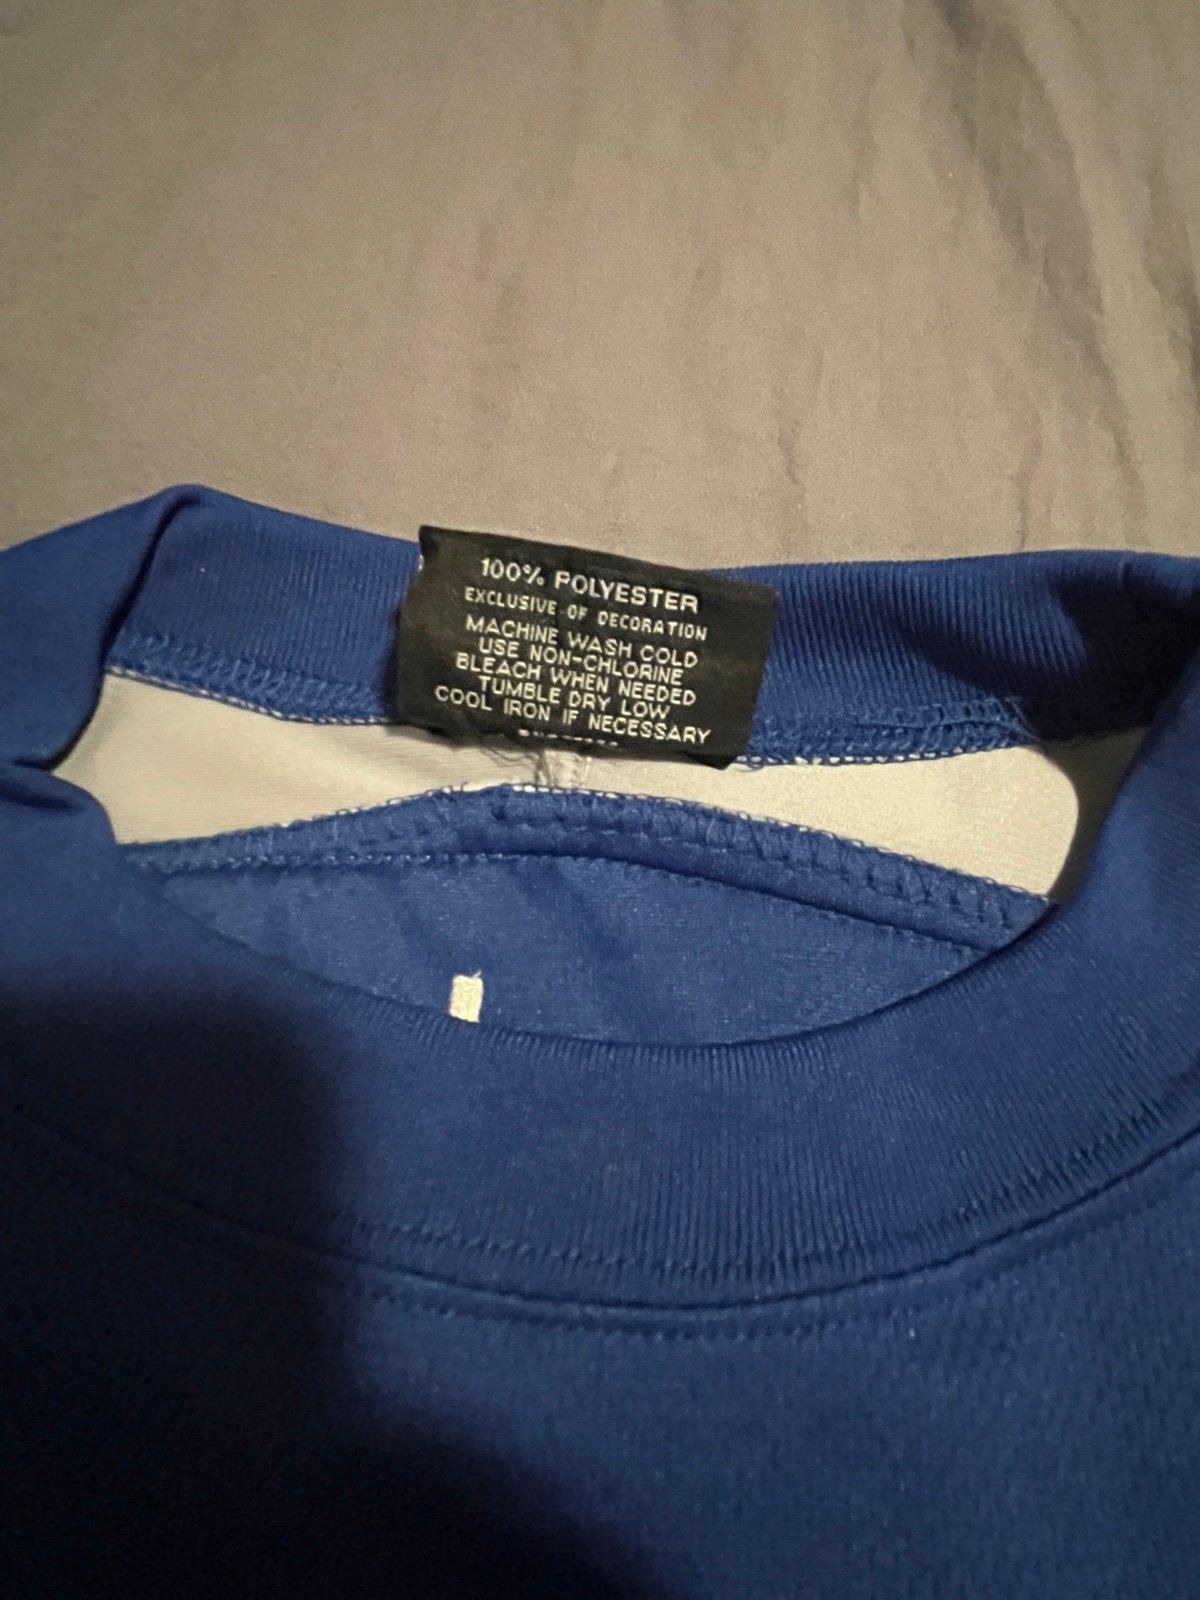 100% POLYESTER
EXCLUSIVE OF DECORATION
MACHINE WASH COLD
USE NON-CHLORINE
BLEACH WHEN NEEDED
TUMBLE DRY LOW
COOL IRON IF NECESSARY